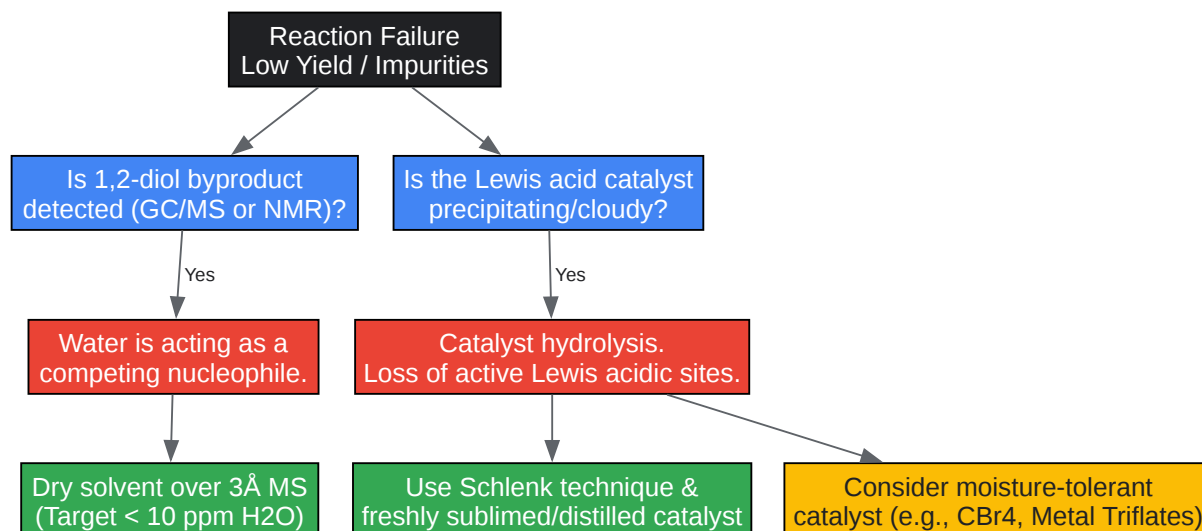 Reaction Failure
Low Yield / Impurities
Is 1,2-diol byproduct
detected (GC/MS or NMR)?
Is the Lewis acid catalyst
precipitating/cloudy?
Yes
Yes
Water is acting as a
competing nucleophile.
Catalyst hydrolysis.
Loss of active Lewis acidic sites.
Dry solvent over 3Å MS
(Target < 10 ppm H2O)
Use Schlenk technique &
freshly sublimed/distilled catalyst
Consider moisture-tolerant
catalyst (e.g., CBr4, Metal Triflates)